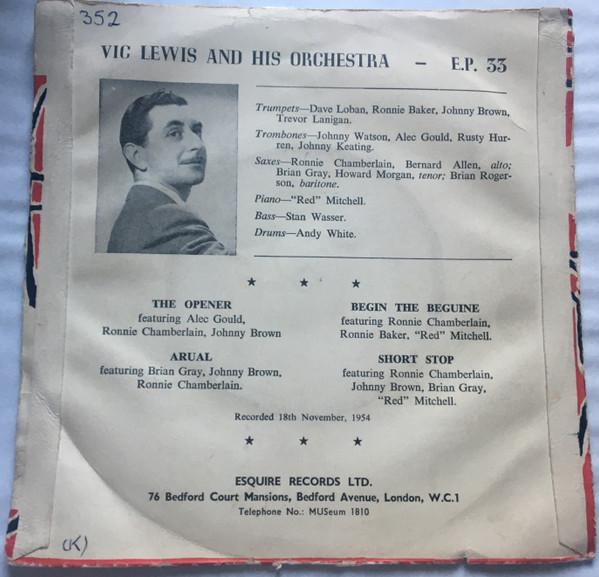 352
VIC LEWIS AND HIS ORCHESTRA – E.P. 33
Trumpets—Dave Loban, Ronnie Baker, Johnny Brown,
Trevor Lanigan.
Trombones—Johnny Watson, Alec Gould, Rusty Hur-
ren, Johnny Keating.
Saxes—Ronnie Chamberlain, Bernard Allen, alto;
Brian Gray, Howard Morgan, tenor; Brian Roger-
son, baritone.
Piano—"Red" Mitchell.
Bass—Stan Wasser.
Drums—Andy White.
★ ★ ★
THE OPENER
featuring Alec Gould,
Ronnie Chamberlain, Johnny Brown
BEGIN THE BEGUINE
featuring Ronnie Chamberlain,
Ronnie Baker, "Red" Mitchell.
ARUAL
featuring Brian Gray, Johnny Brown,
Ronnie Chamberlain.
SHORT STOP
featuring Ronnie Chamberlain,
Johnny Brown, Brian Gray,
"Red" Mitchell.
Recorded 18th November, 1954
★ ★ ★
ESQUIRE RECORDS LTD.
76 Bedford Court Mansions, Bedford Avenue, London, W.C.1
Telephone No.: MUSeum 1810
(K)